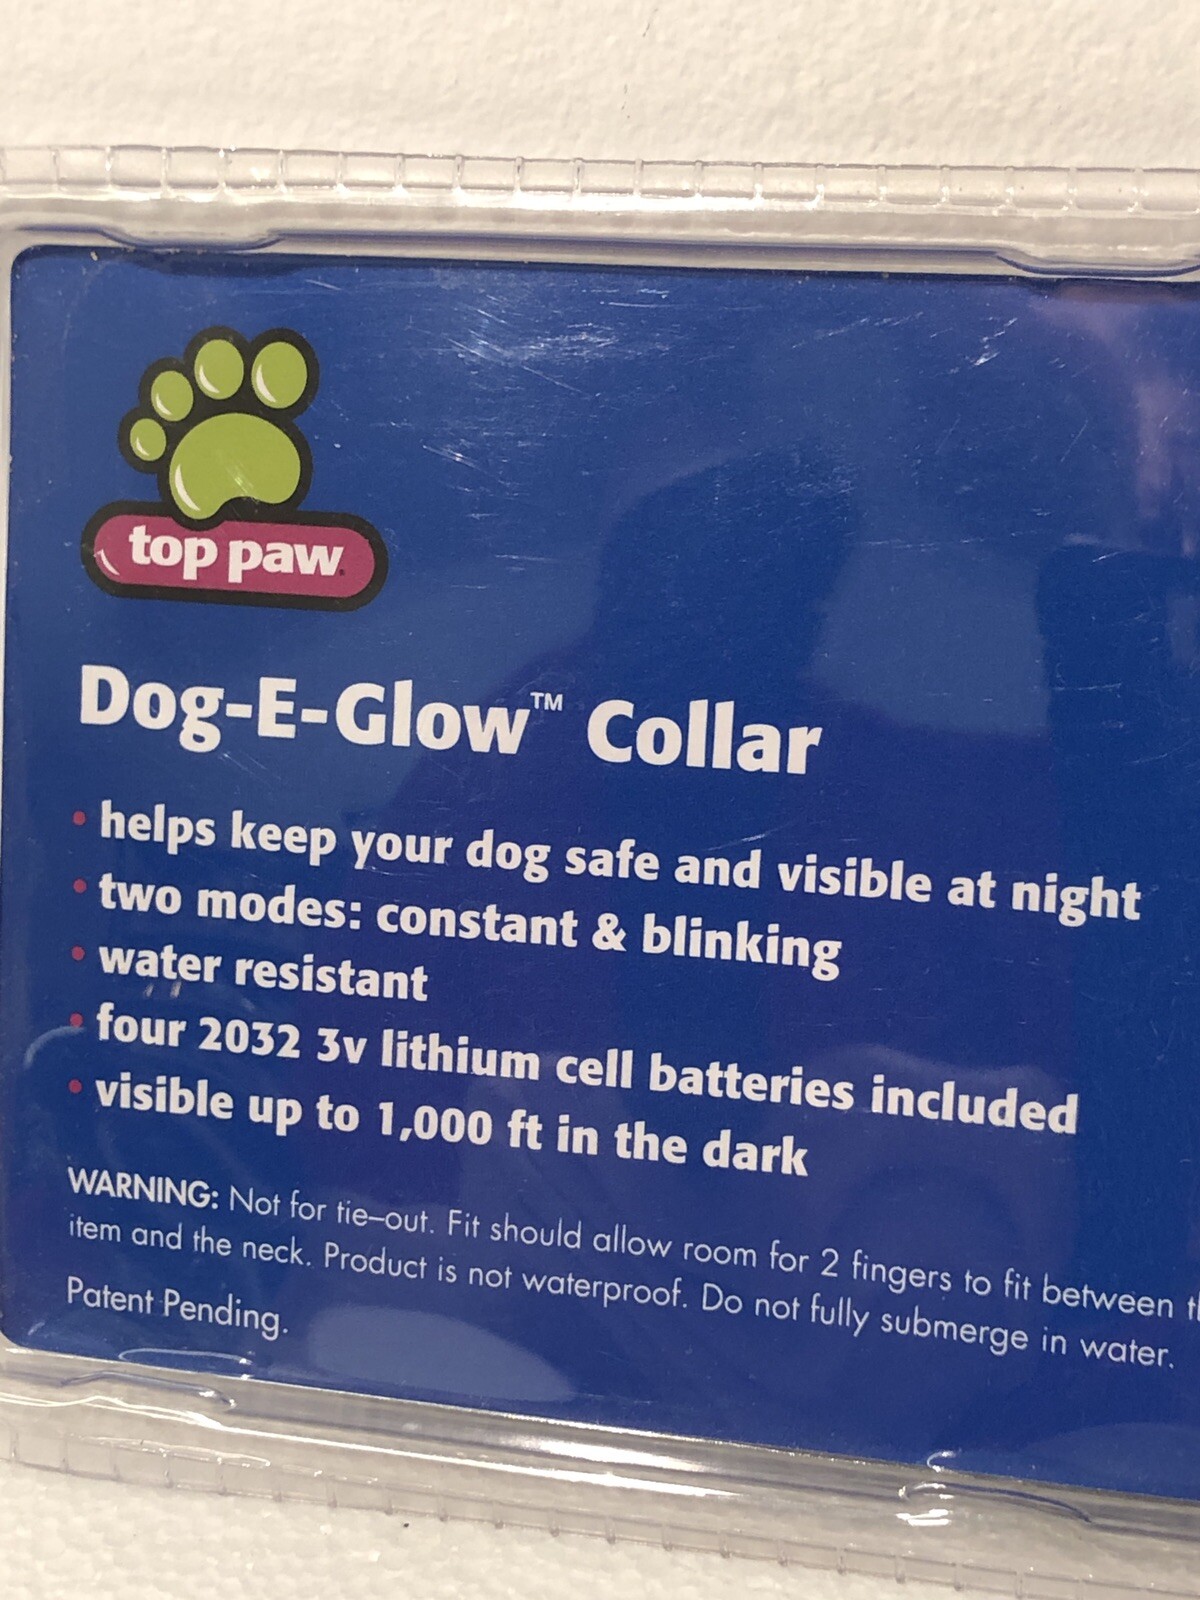 top paw
Dog-E-Glow™ Collar
• helps keep your dog safe and visible at night
• two modes: constant & blinking
• water resistant
• four 2032 3v lithium cell batteries included
• visible up to 1,000 ft in the dark
WARNING: Not for tie–out. Fit should allow room for 2 fingers to fit between
item and the neck. Product is not waterproof. Do not fully submerge in water.
Patent Pending.